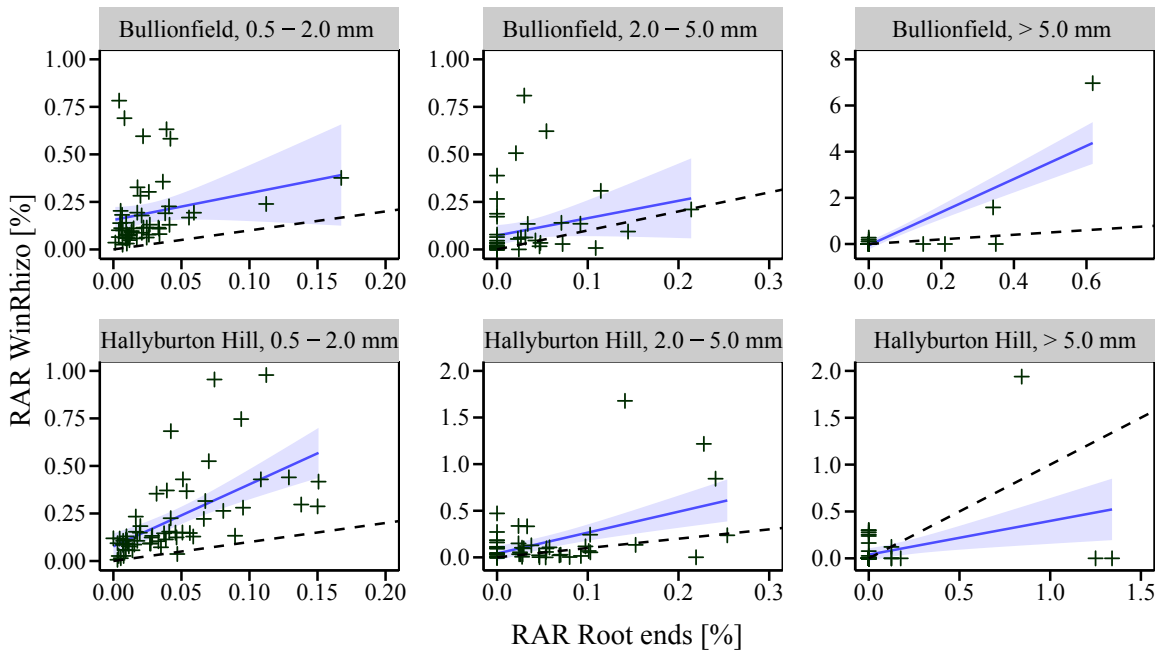 Bullionfield, 0.5 – 2.0 mm
Bullionfield, 2.0 – 5.0 mm
Bullionfield, > 5.0 mm
1.00
0.75
0.50
0.25
0.00
0.00 0.05 0.10 0.15 0.20
1.00
0.75
0.50
0.25
0.00
0.0 0.1 0.2 0.3
8
6
4
2
0
0.0 0.2 0.4 0.6
RAR WinRhizo [%]
Hallyburton Hill, 0.5 – 2.0 mm
Hallyburton Hill, 2.0 – 5.0 mm
Hallyburton Hill, > 5.0 mm
1.00
0.75
0.50
0.25
0.00
0.00 0.05 0.10 0.15 0.20
2.0
1.5
1.0
0.5
0.0
0.0 0.1 0.2 0.3
2.0
1.5
1.0
0.5
0.0
0.0 0.5 1.0 1.5
RAR Root ends [%]